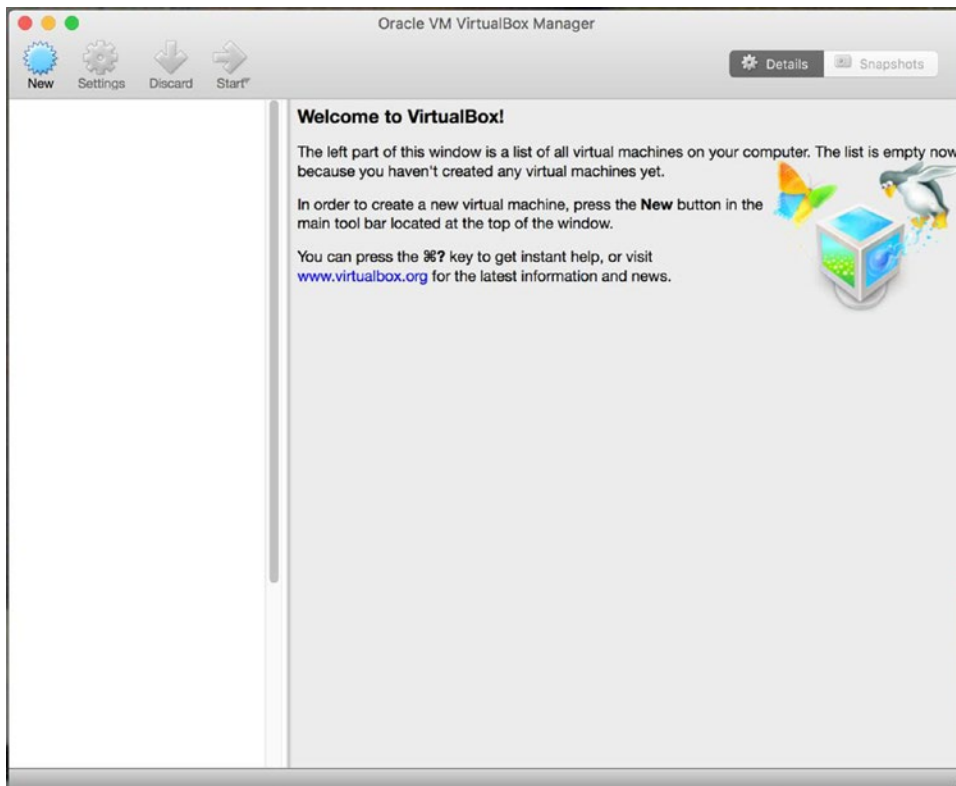 Oracle VM VirtualBox Manager
New
Settings
Discard
Start
Details
Snapshots
Welcome to VirtualBox!
The left part of this window is a list of all virtual machines on your computer. The list is empty now
because you haven't created any virtual machines yet.
In order to create a new virtual machine, press the New button in the
main tool bar located at the top of the window.
You can press the ⌘? key to get instant help, or visit
www.virtualbox.org for the latest information and news.